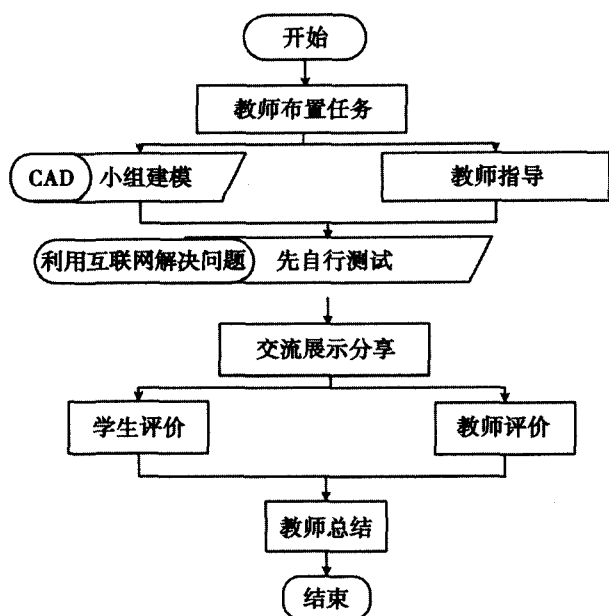 开始
教师布置任务
CAD 小组建模
教师指导
利用互联网解决问题 先自行测试
交流展示分享
学生评价
教师评价
教师总结
结束